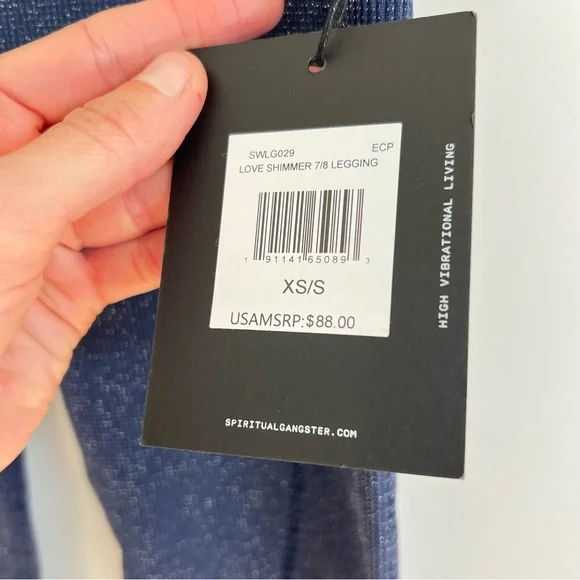 SWLG029 ECP
LOVE SHIMMER 7/8 LEGGING
1 91141 65089 3
XS/S
USAMSRP:$88.00
HIGH VIBRATIONAL LIVING
SPIRITUALGANGSTER.COM